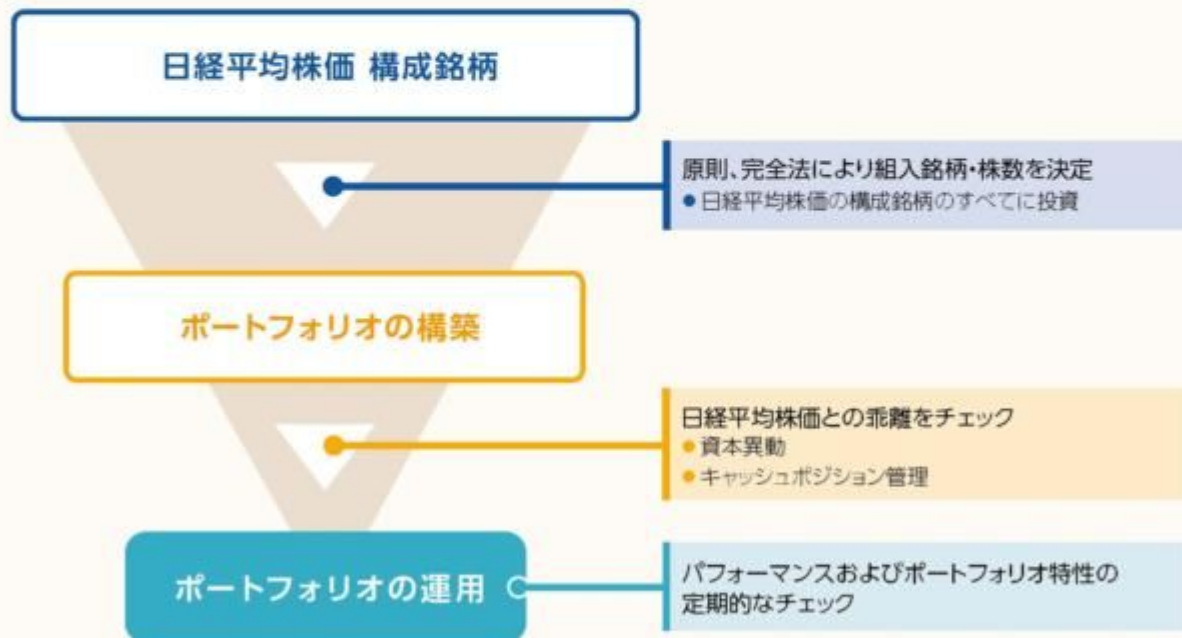 日経平均株価 構成銘柄
原則、完全法により組入銘柄・株数を決定
● 日経平均株価の構成銘柄のすべてに投資
ポートフォリオの構築
日経平均株価との乖離をチェック
● 資本異動
● キャッシュポジション管理
ポートフォリオの運用
パフォーマンスおよびポートフォリオ特性の
定期的なチェック